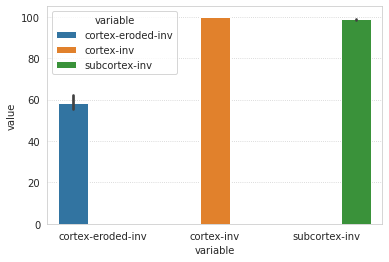 variable
cortex-eroded-inv
cortex-inv
subcortex-inv
100
80
60
40
20
0
value
cortex-eroded-inv cortex-inv subcortex-inv
variable